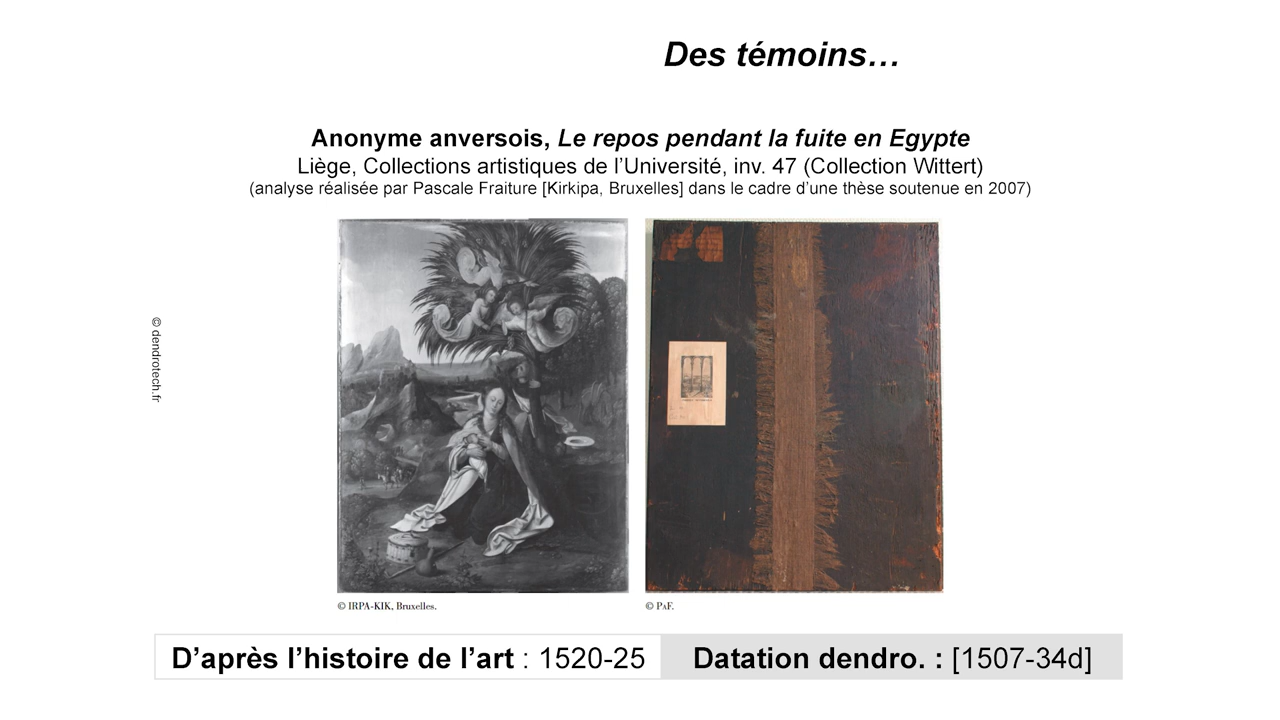 Des témoins…
Anonyme anversois, Le repos pendant la fuite en Egypte
Liège, Collections artistiques de l’Université, inv. 47 (Collection Wittert)
(analyse réalisée par Pascale Fraiture [Kirkipa, Bruxelles] dans le cadre d’une thèse soutenue en 2007)
© dendrotech.fr
© IRPA-KIK, Bruxelles.
© PAF.
D’après l’histoire de l’art : 1520-25
Datation dendro. : [1507-34d]